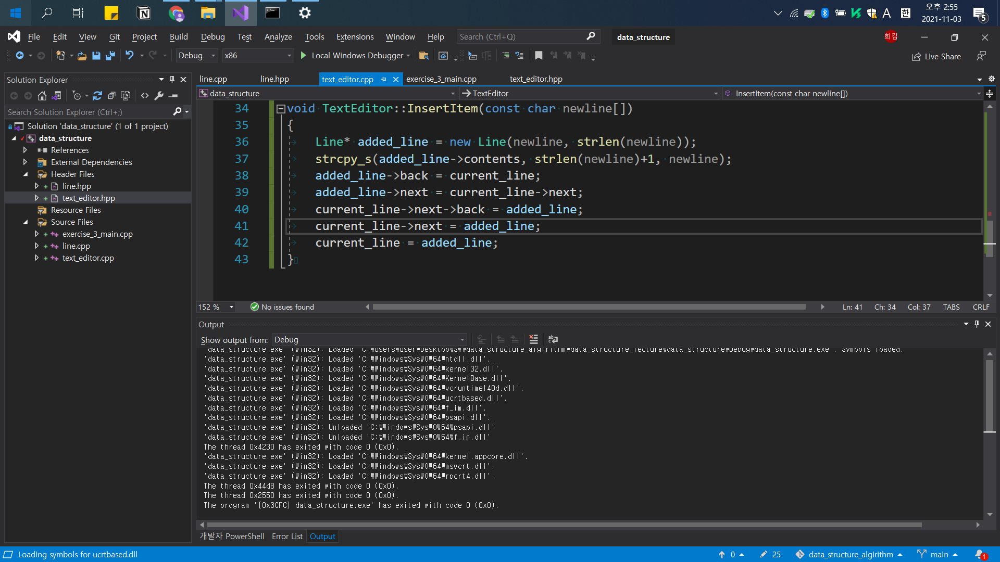 오후 2:55
2021-11-03
A
한
5
File Edit View Git Project Build Debug Test Analyze Tools Extensions Window Help
Search (Ctrl+Q)
data_structure
희김
Debug
x86
Local Windows Debugger
Live Share
Solution Explorer
Search Solution Explorer (Ctrl+;)
Solution 'data_structure' (1 of 1 project)
data_structure
References
External Dependencies
Header Files
line.hpp
text_editor.hpp
Resource Files
Source Files
exercise_3_main.cpp
line.cpp
text_editor.cpp
line.cpp line.hpp text_editor.cpp exercise_3_main.cpp text_editor.hpp
data_structure
TextEditor
InsertItem(const char newline[])
34 void TextEditor::InsertItem(const char newline[])
35 {
36 Line* added_line = new Line(newline, strlen(newline));
37 strcpy_s(added_line->contents, strlen(newline)+1, newline);
38 added_line->back = current_line;
39 added_line->next = current_line->next;
40 current_line->next->back = added_line;
41 current_line->next = added_line;
42 current_line = added_line;
43 }
152 %
No issues found
Ln: 41 Ch: 34 Col: 37 TABS CRLF
Output
Show output from: Debug
'data_structure.exe' (Win32): Loaded 'C:₩Users₩user₩Desktop₩SW₩data_structure_algirithm₩data_structure_lecture₩data_structure₩Debug₩data_structure.exe'. Symbols loaded.
'data_structure.exe' (Win32): Loaded 'C:₩Windows₩SysWOW64₩ntdll.dll'.
'data_structure.exe' (Win32): Loaded 'C:₩Windows₩SysWOW64₩kernel32.dll'.
'data_structure.exe' (Win32): Loaded 'C:₩Windows₩SysWOW64₩KernelBase.dll'.
'data_structure.exe' (Win32): Loaded 'C:₩Windows₩SysWOW64₩vcruntime140d.dll'.
'data_structure.exe' (Win32): Loaded 'C:₩Windows₩SysWOW64₩ucrtbased.dll'.
'data_structure.exe' (Win32): Loaded 'C:₩Windows₩SysWOW64₩f_im.dll'.
'data_structure.exe' (Win32): Loaded 'C:₩Windows₩SysWOW64₩psapi.dll'.
'data_structure.exe' (Win32): Unloaded 'C:₩Windows₩SysWOW64₩psapi.dll'
'data_structure.exe' (Win32): Unloaded 'C:₩Windows₩SysWOW64₩f_im.dll'
The thread 0x4230 has exited with code 0 (0x0).
'data_structure.exe' (Win32): Loaded 'C:₩Windows₩SysWOW64₩kernel.appcore.dll'.
'data_structure.exe' (Win32): Loaded 'C:₩Windows₩SysWOW64₩msvcrt.dll'.
'data_structure.exe' (Win32): Loaded 'C:₩Windows₩SysWOW64₩rpcrt4.dll'.
The thread 0x44d8 has exited with code 0 (0x0).
The thread 0x2550 has exited with code 0 (0x0).
The program '[0x3CFC] data_structure.exe' has exited with code 0 (0x0).
개발자 PowerShell Error List Output
Loading symbols for ucrtbased.dll
0
25
data_structure_algirithm
main
1